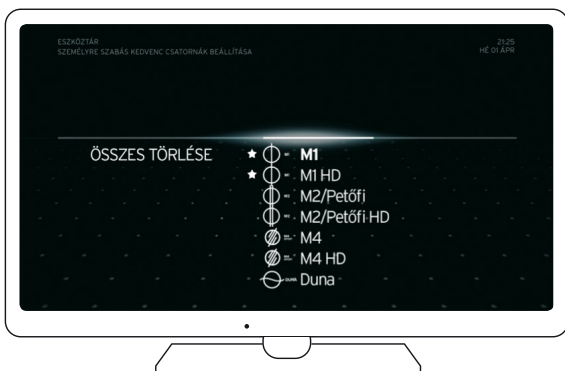 ESZKÖZTÁR
SZEMÉLYRE SZABÁS KEDVENC CSATORNÁK BEÁLLÍTÁSA
21:25
HÉ 01 ÁPR
ÖSSZES TÖRLÉSE
M1
M1 HD
M2/Petőfi
M2/Petőfi HD
M4
M4 HD
DUNA Duna